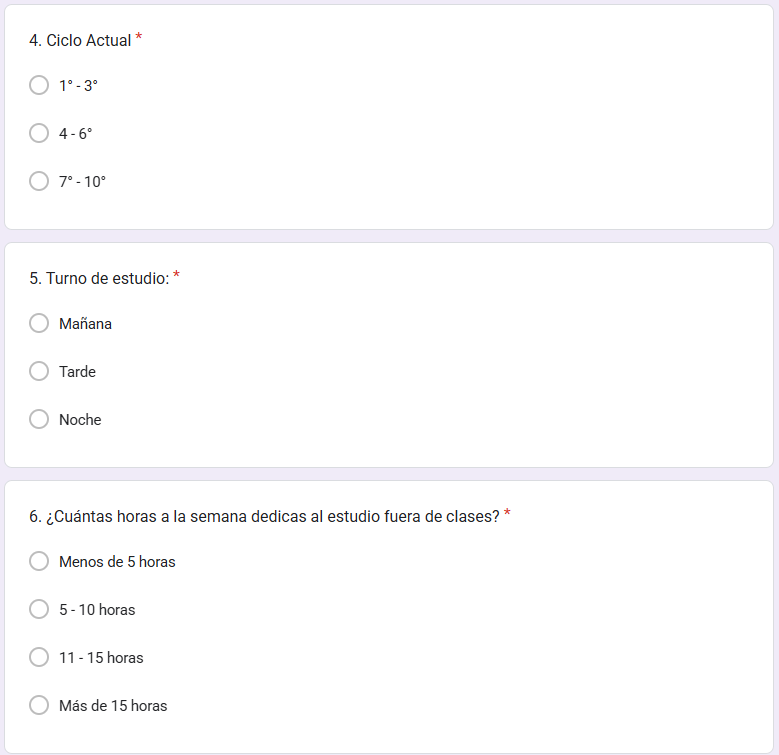 4. Ciclo Actual *
1° - 3°
4 - 6°
7° - 10°
5. Turno de estudio: *
Mañana
Tarde
Noche
6. ¿Cuántas horas a la semana dedicas al estudio fuera de clases? *
Menos de 5 horas
5 - 10 horas
11 - 15 horas
Más de 15 horas